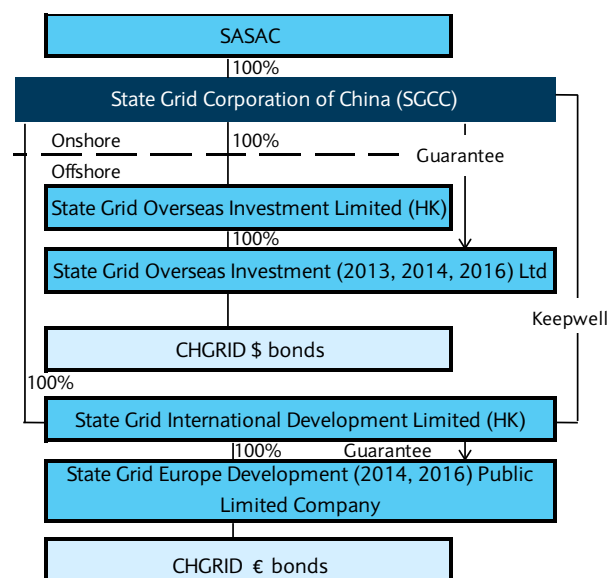 SASAC
100%
State Grid Corporation of China (SGCC)
Onshore
100%
Guarantee
Offshore
State Grid Overseas Investment Limited (HK)
100%
State Grid Overseas Investment (2013, 2014, 2016) Ltd
Keepwell
CHGRID $ bonds
100%
State Grid International Development Limited (HK)
100%
Guarantee
State Grid Europe Development (2014, 2016) Public
Limited Company
CHGRID € bonds